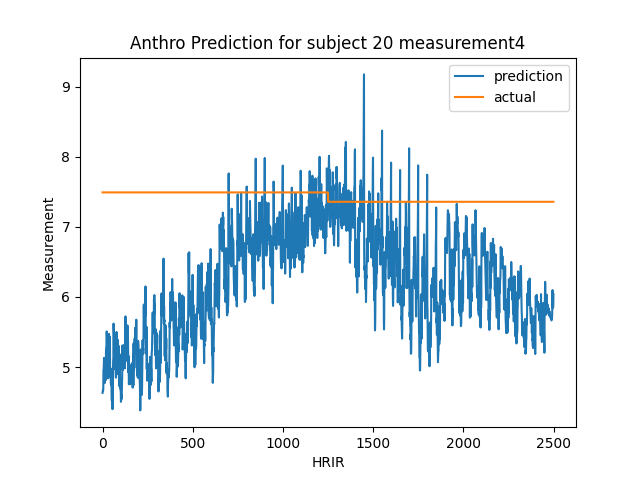 Anthro Prediction for subject 20 measurement4
prediction
actual
Measurement
9
8
7
6
5
0
500
1000
1500
2000
2500
HRIR